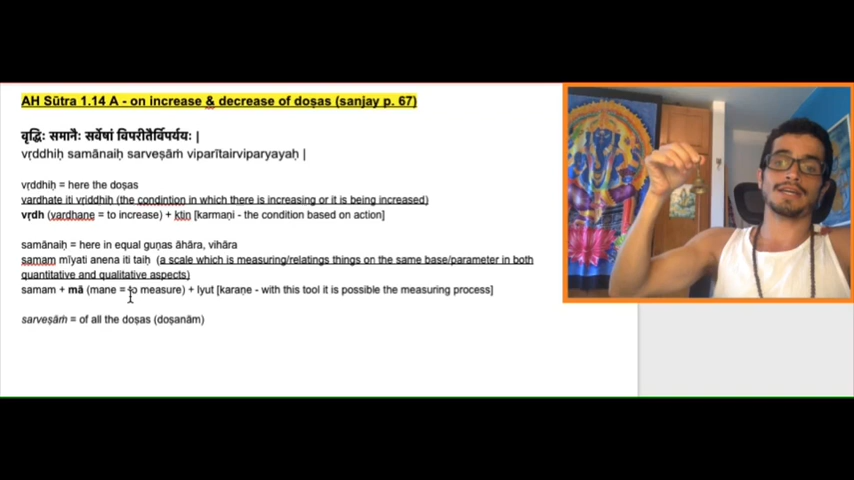 AH Sūtra 1.14 A - on increase & decrease of doṣas (sanjay p. 67)
वृद्धिः समानैः सर्वेषां विपरीतैर्विपर्ययः |
vṛddhiḥ samānaiḥ sarveṣāṁ viparītairviparyayaḥ |
vṛddhiḥ = here the doṣas
vardhate iti vṛiddhiḥ (the condintion in which there is increasing or it is being increased)
vṛdh (vardhane = to increase) + ktin [karmaṇi - the condition based on action]
samānaiḥ = here in equal guṇas āhāra, vihāra
samam mīyati anena iti taiḥ (a scale which is measuring/relatings things on the same base/parameter in both
quantitative and qualitative aspects)
samam + mā (mane = to measure) + lyut [karaṇe - with this tool it is possible the measuring process]
sarveṣāṁ = of all the doṣas (doṣanām)